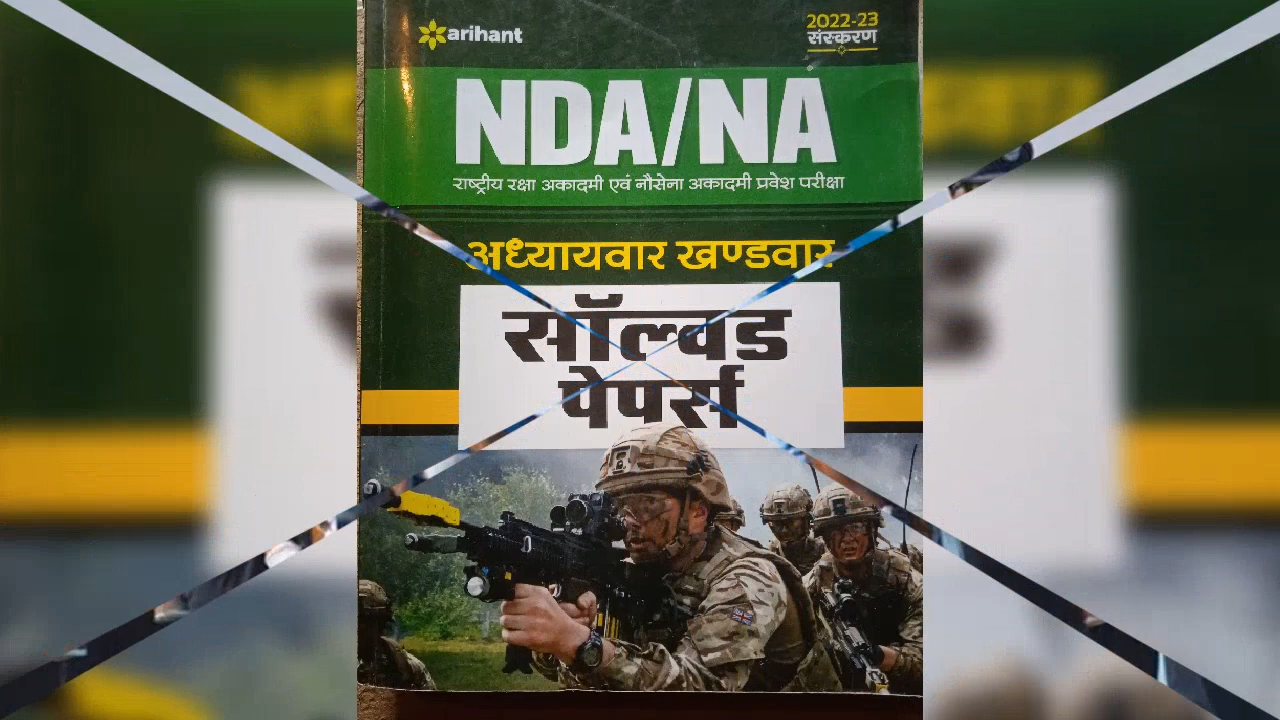 arihant
2022-23
संस्करण
NDA/NA
राष्ट्रीय रक्षा अकादमी एवं नौसेना अकादमी प्रवेश परीक्षा
अध्यायवार खण्डवार
सॉल्वड
पेपर्स